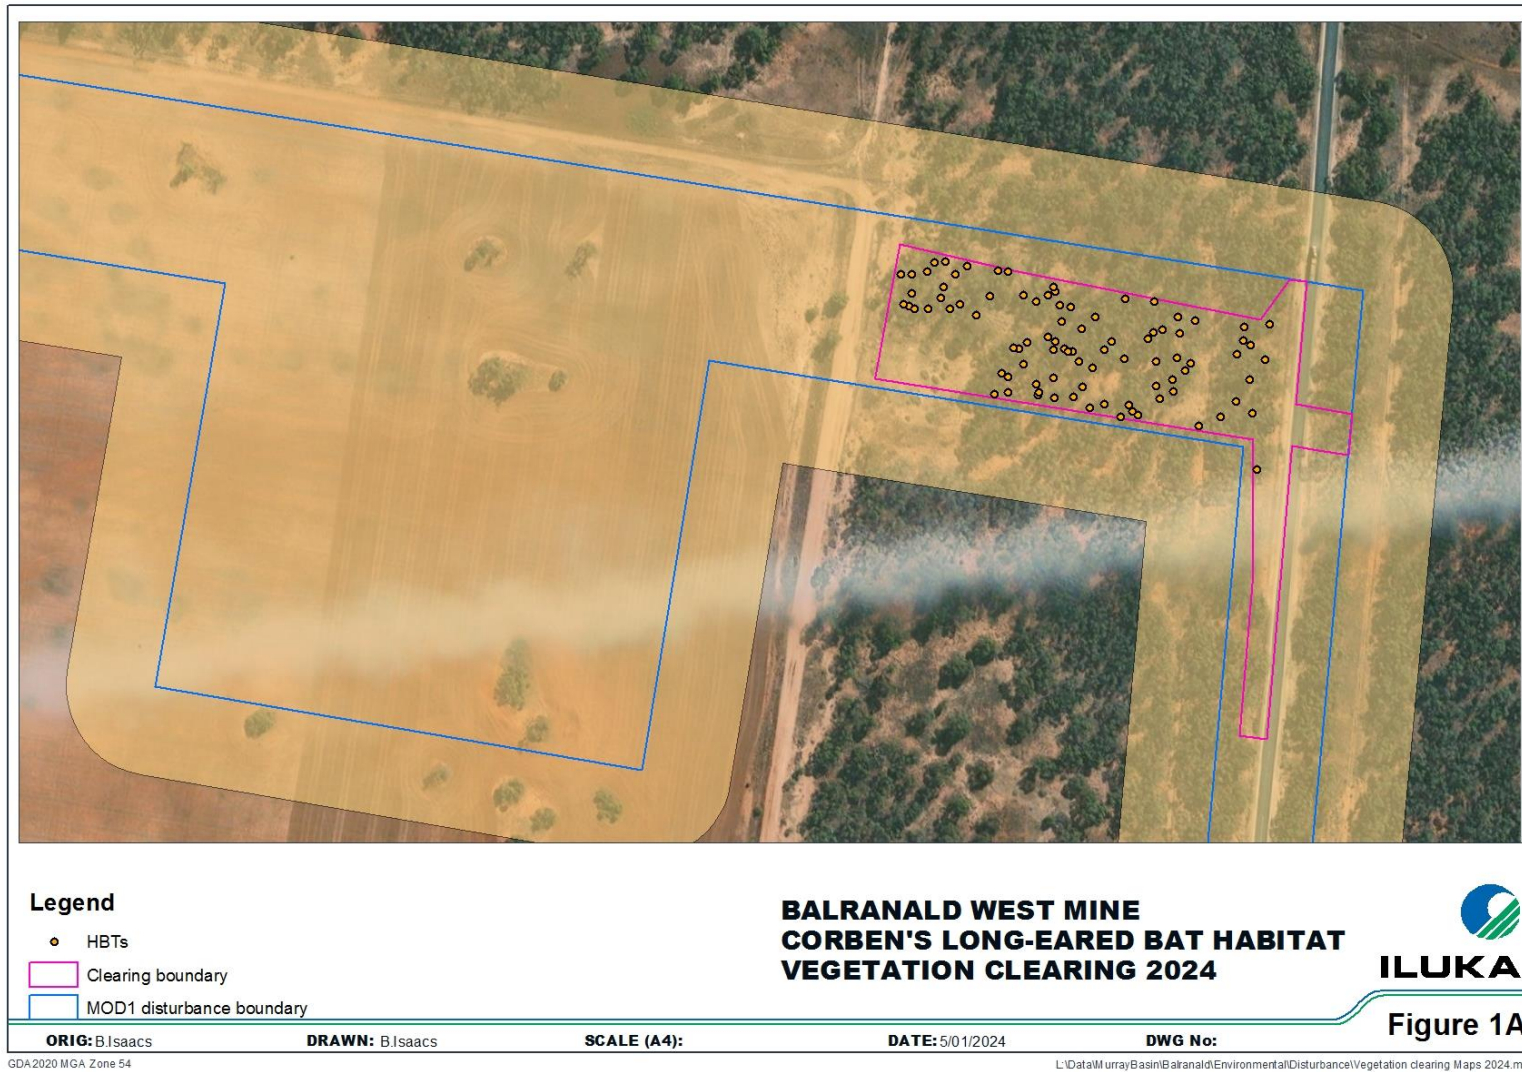 Legend
HBTs
Clearing boundary
MOD1 disturbance boundary
BALRANALD WEST MINE
CORBEN'S LONG-EARED BAT HABITAT
VEGETATION CLEARING 2024
ILUKA
Figure 1A
ORIG: B.Isaacs DRAWN: B.Isaacs SCALE (A4): DATE: 5/01/2024 DWG No:
GDA2020 MGA Zone 54 L:\Data\MurrayBasin\Balranald\Environmental\Disturbance\Vegetation clearing Maps 2024.m